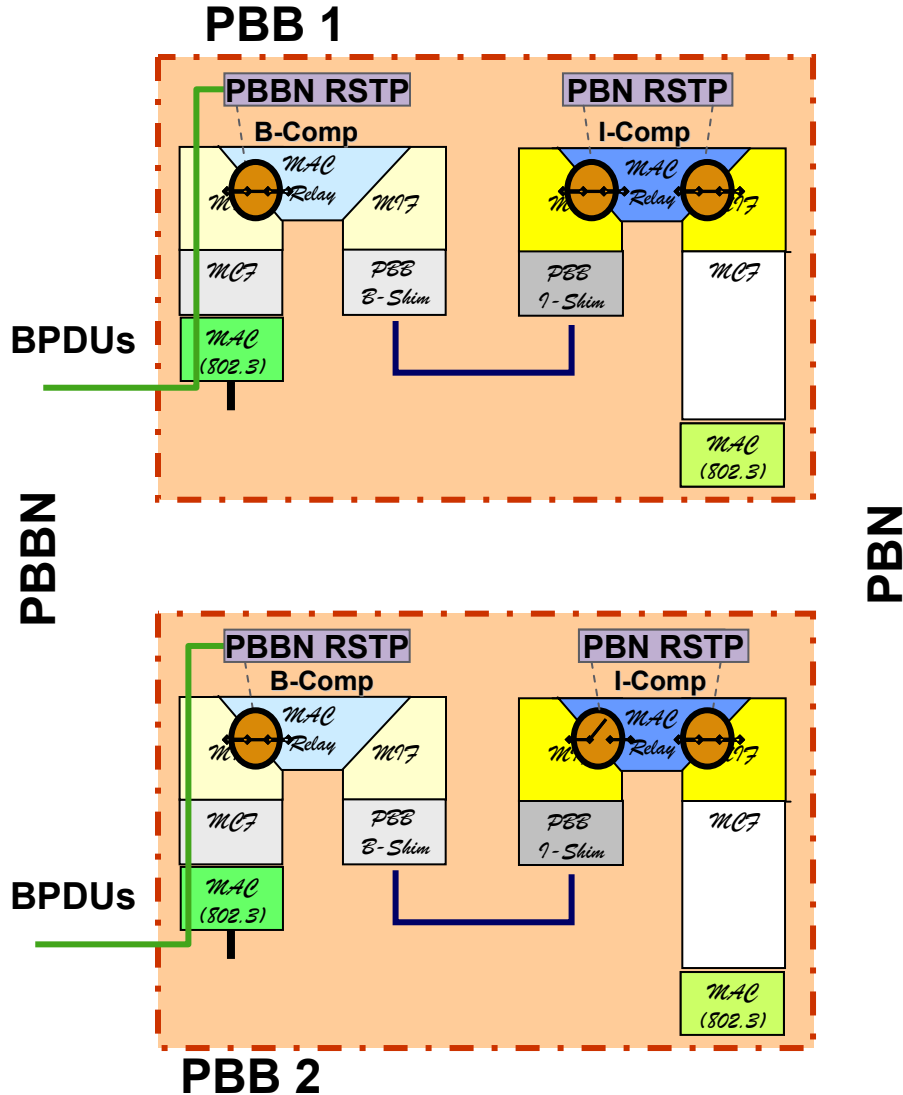 PBB 1
PBBN RSTP
PBN RSTP
B-Comp
I-Comp
MAC
Relay
MIF
MAC
Relay
MIF
MCF
PBB
B-Shim
PBB
I-Shim
MCF
BPDUs
MAC
(802.3)
MAC
(802.3)
PBBN
PBN
PBBN RSTP
PBN RSTP
B-Comp
I-Comp
MAC
Relay
MIF
MAC
Relay
MIF
MCF
PBB
B-Shim
PBB
I-Shim
MCF
BPDUs
MAC
(802.3)
MAC
(802.3)
PBB 2